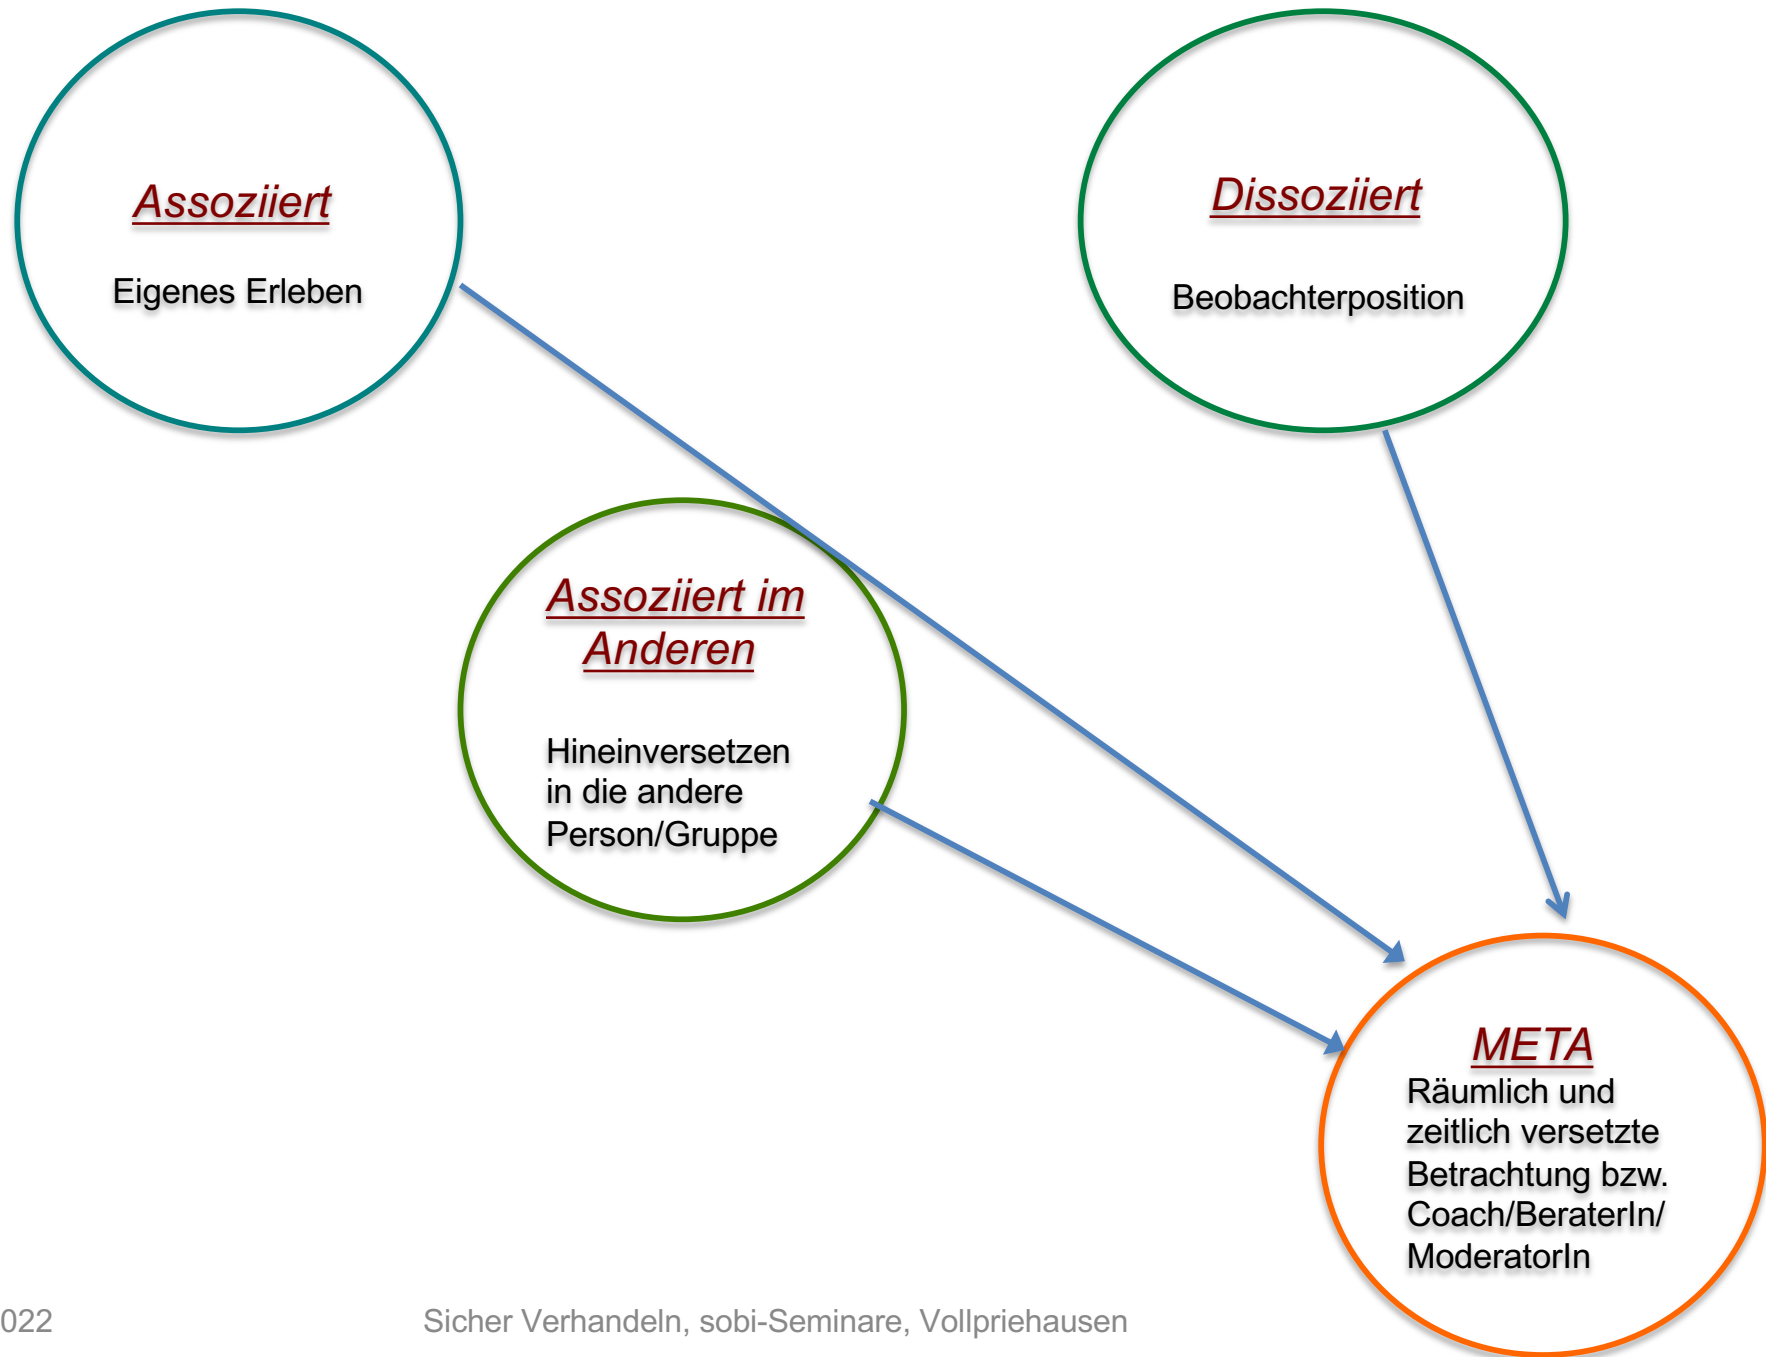 Assoziiert
Eigenes Erleben
Dissoziiert
Beobachterposition
Assoziiert im
Anderen
Hineinversetzen
in die andere
Person/Gruppe
META
Räumlich und
zeitlich versetzte
Betrachtung bzw.
Coach/BeraterIn/
ModeratorIn
022
Sicher Verhandeln, sobi-Seminare, Vollpriehausen